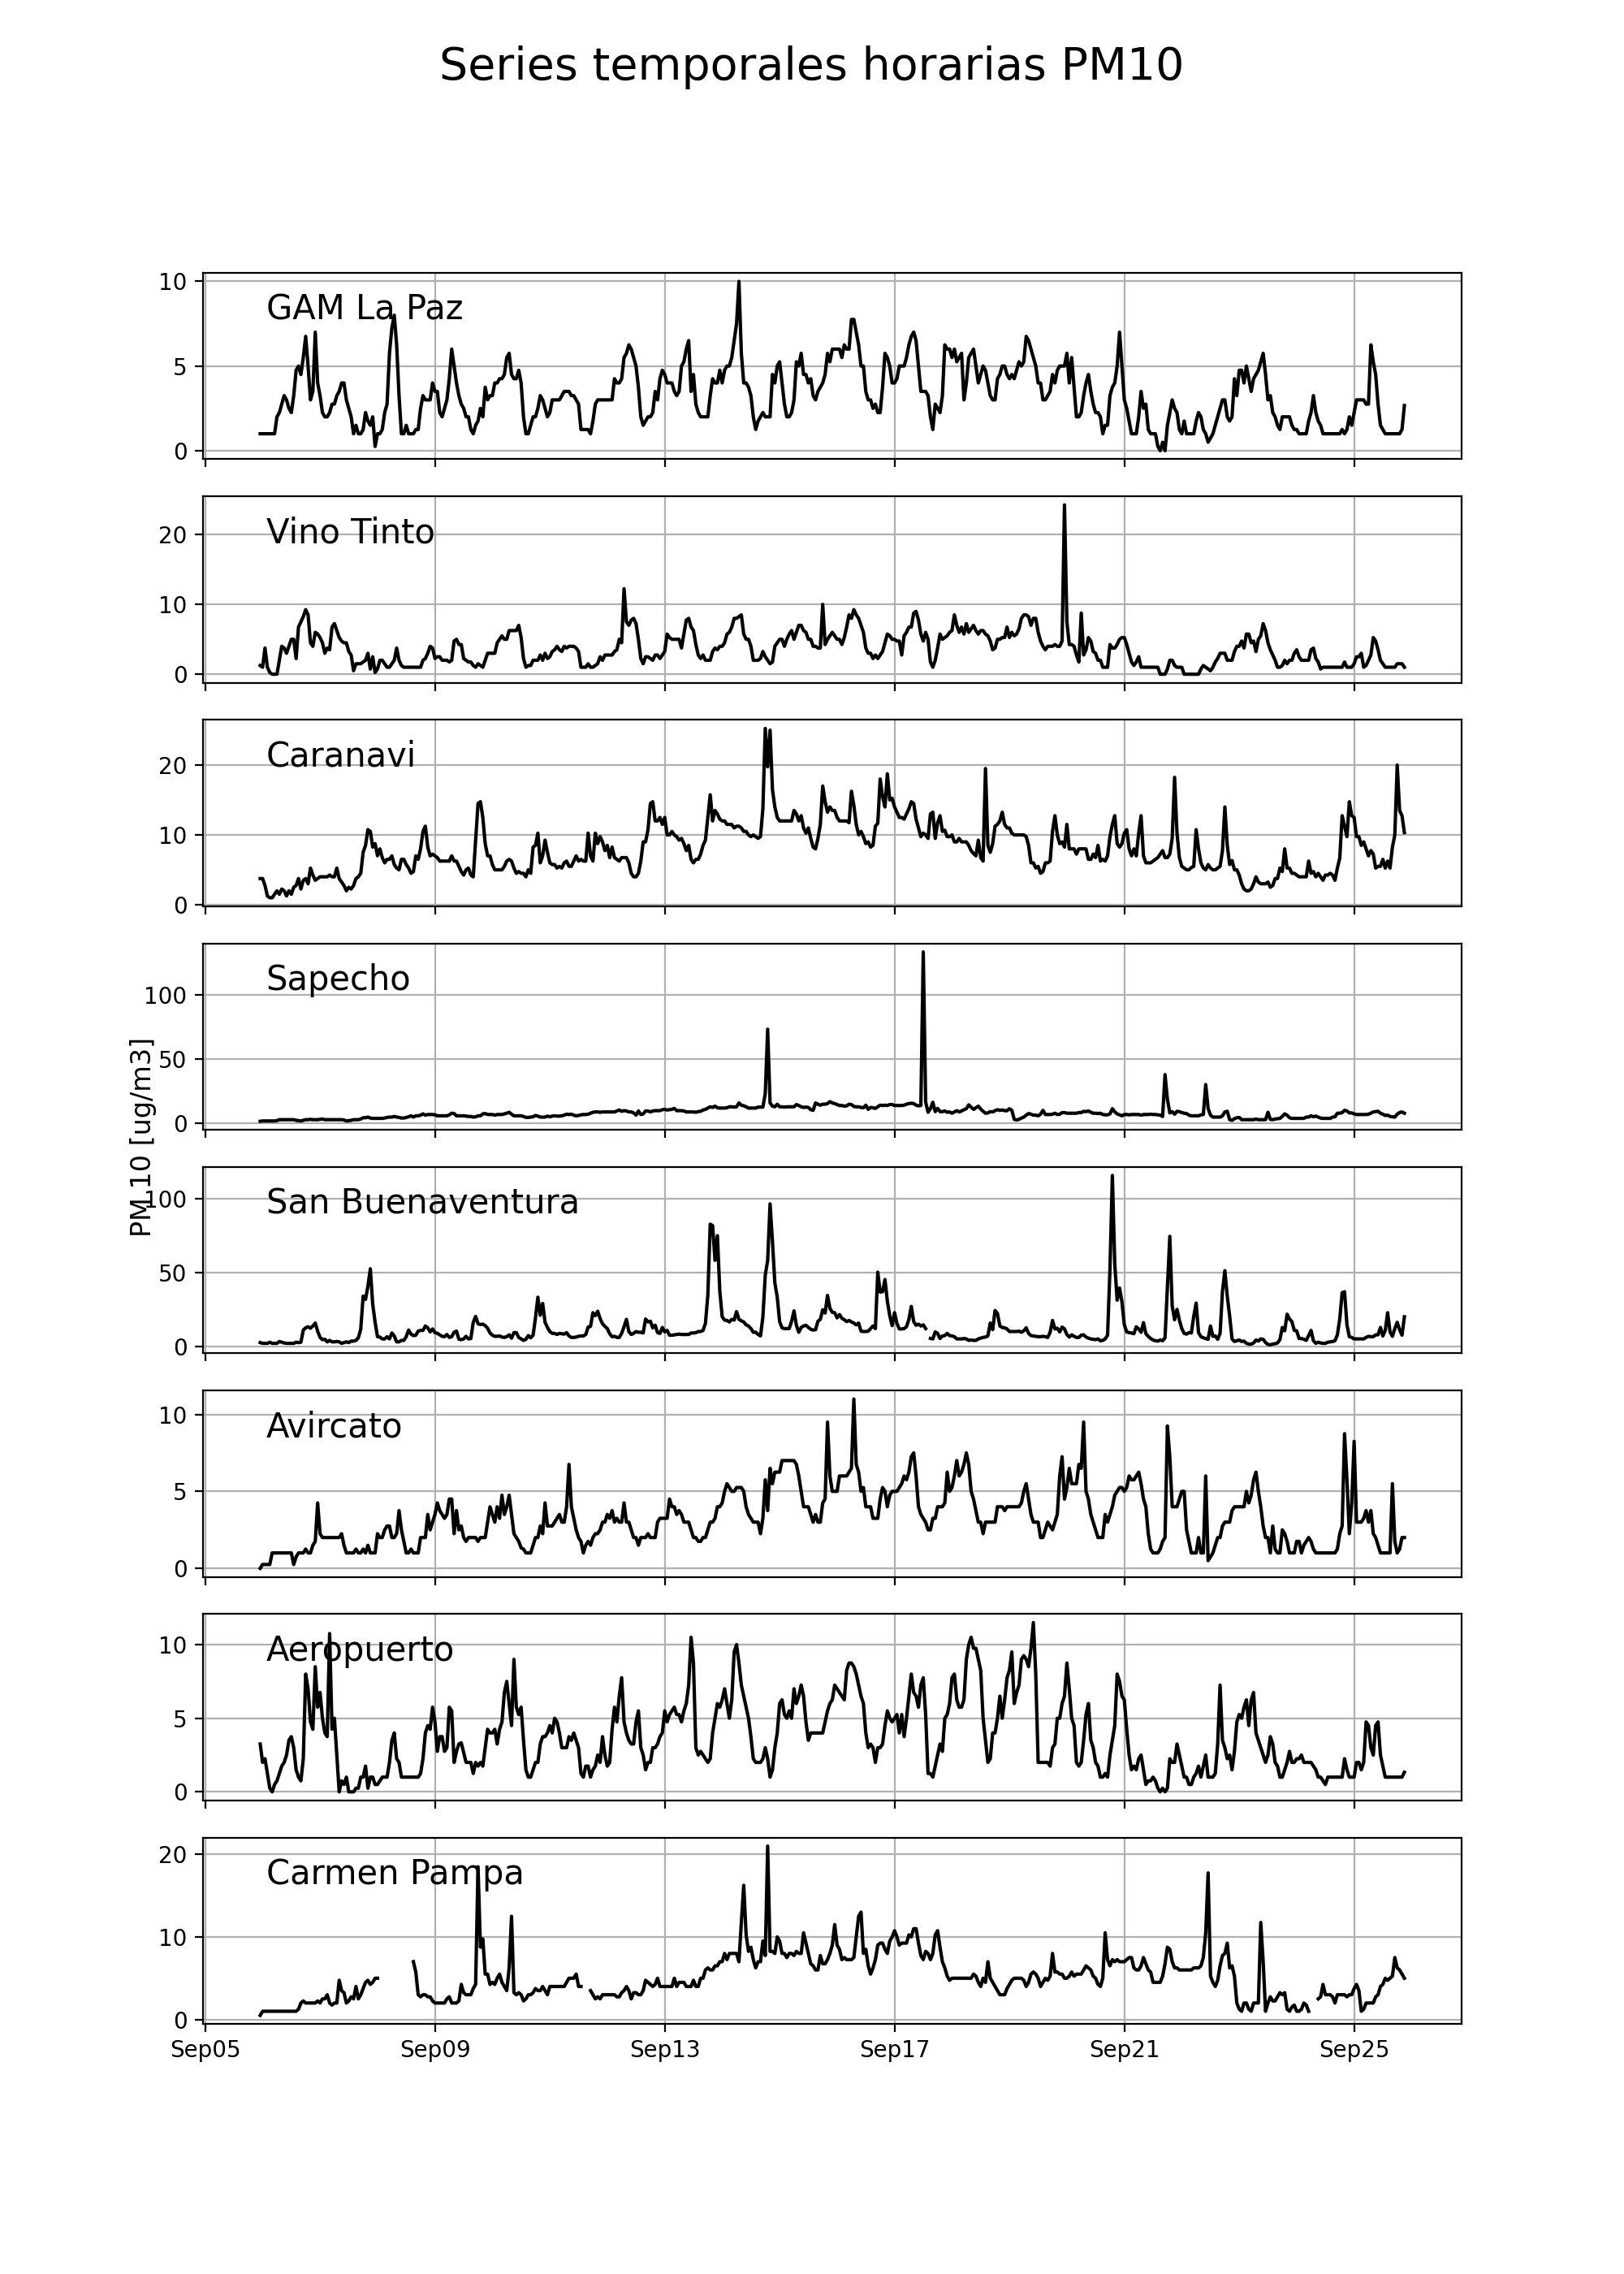 Series temporales horarias PM10
10
5
0
GAM La Paz
20
10
0
Vino Tinto
20
10
0
Caranavi
100
50
0
Sapecho
PM 10 [ug/m3]
100
50
0
San Buenaventura
10
5
0
Avircato
10
5
0
Aeropuerto
20
10
0
Carmen Pampa
Sep05 Sep09 Sep13 Sep17 Sep21 Sep25